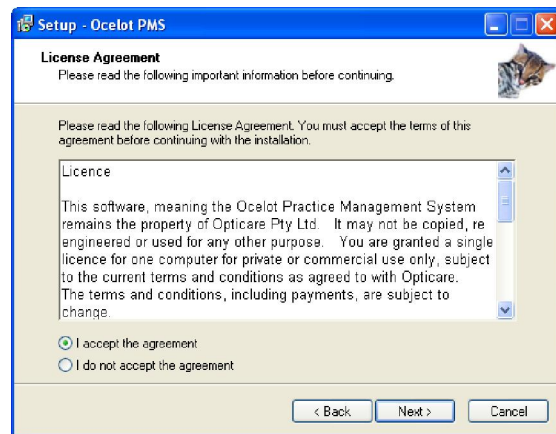 Setup - Ocelot PMS
License Agreement
Please read the following important information before continuing.
Please read the following License Agreement. You must accept the terms of this
agreement before continuing with the installation.
Licence
This software, meaning the Ocelot Practice Management System
remains the property of Opticare Pty Ltd.   It may not be copied, re
engineered or used for any other purpose.   You are granted a single
licence for one computer for private or commercial use only, subject
to the current terms and conditions as agreed to with Opticare.
The terms and conditions, including payments, are subject to
change.
I accept the agreement
I do not accept the agreement
< Back
Next >
Cancel